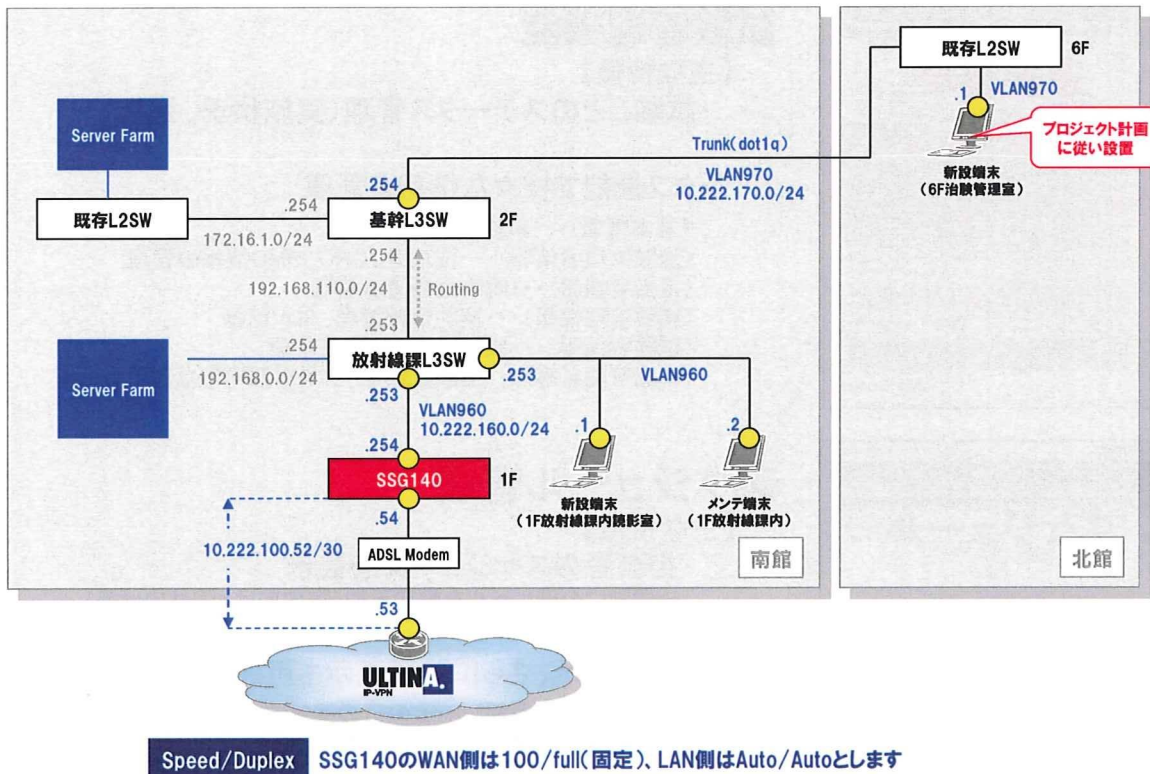 既存L2SW
6F
.1
VLAN970
プロジェクト計画
に従い設置
新設端末
(6F治験管理室)
Server Farm
Trunk(dot1q)
VLAN970
10.222.170.0/24
既存L2SW
.254
172.16.1.0/24
.254
基幹L3SW
2F
.254
192.168.110.0/24
Routing
.253
Server Farm
.254
192.168.0.0/24
放射線課L3SW
.253
.253
VLAN960
VLAN960
10.222.160.0/24
.254
SSG140
1F
.1
新設端末
(1F放射線課内読影室)
.2
メンテ端末
(1F放射線課内)
.54
10.222.100.52/30
ADSL Modem
.53
南館
北館
ULTINA.
IP-VPN
Speed/Duplex
SSG140のWAN側は100/full(固定)、LAN側はAuto/Autoとします